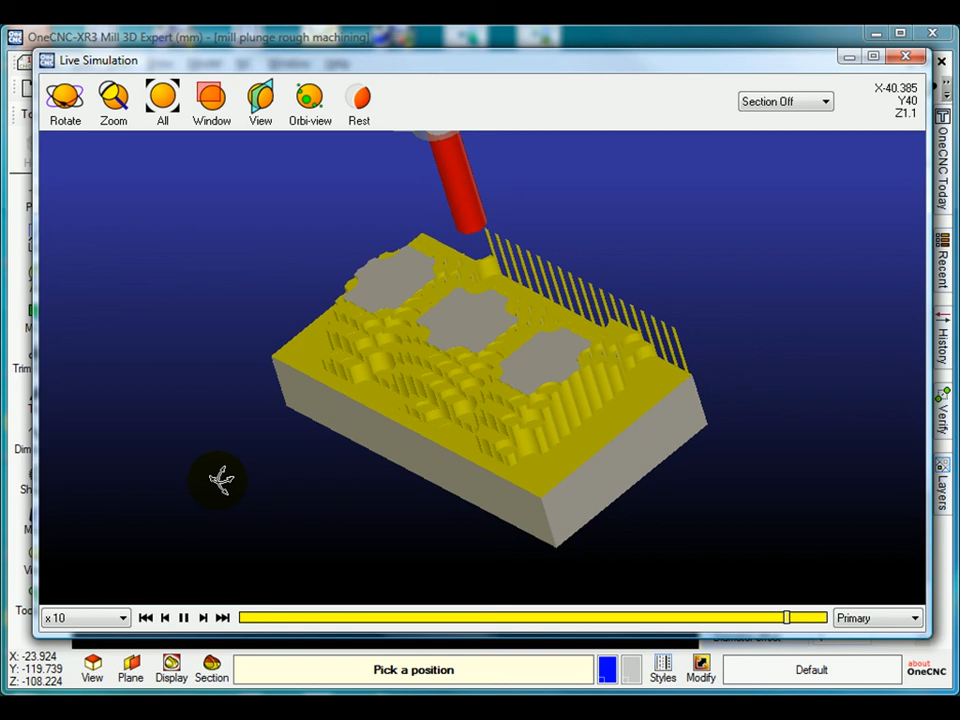 OneCNC-XR3 Mill 3D Expert (mm) - [mill plunge rough machining]
Live Simulation
Rotate
Zoom
All
Window
View
Orbi-view
Rest
Section Off
X-40.385
Y40
Z1.1
OneCNC Today
Recent
History
Verify
Layers
Trim
x 10
Primary
X: -23.924
Y: -119.739
Z: -108.224
View
Plane
Display
Section
Pick a position
Styles
Modify
Default
about
OneCNC